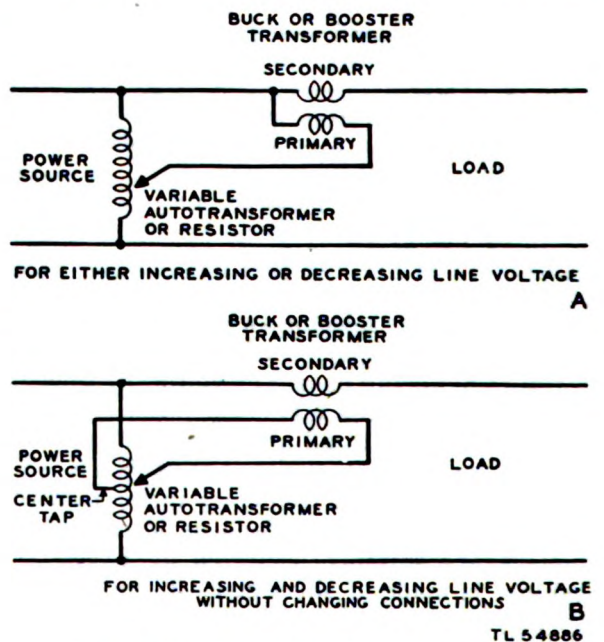 BUCK OR BOOSTER
TRANSFORMER
SECONDARY
PRIMARY
POWER
SOURCE
VARIABLE
AUTOTRANSFORMER
OR RESISTOR
LOAD
FOR EITHER INCREASING OR DECREASING LINE VOLTAGE
A
BUCK OR BOOSTER
TRANSFORMER
SECONDARY
PRIMARY
POWER
SOURCE
CENTER
TAP
VARIABLE
AUTOTRANSFORMER
OR RESISTOR
LOAD
FOR INCREASING AND DECREASING LINE VOLTAGE
WITHOUT CHANGING CONNECTIONS
B
TL 54886